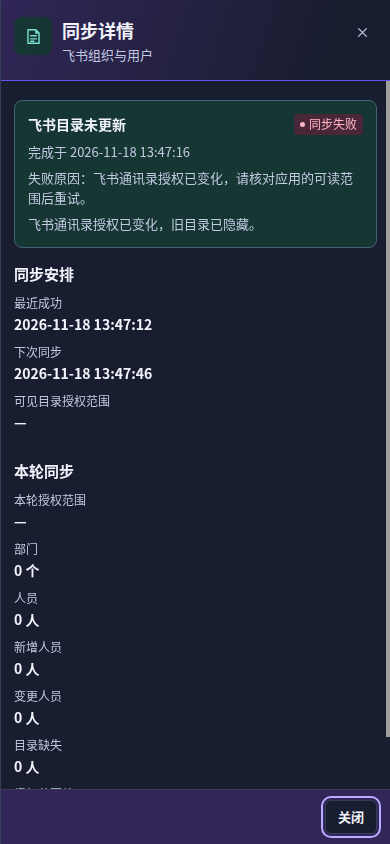 同步详情
飞书组织与用户
飞书目录未更新
同步失败
完成于 2026-11-18 13:47:16
失败原因：飞书通讯录授权已变化，请核对应用的可读范
围后重试。
飞书通讯录授权已变化，旧目录已隐藏。
同步安排
最近成功
2026-11-18 13:47:12
下次同步
2026-11-18 13:47:46
可见目录授权范围
—
本轮同步
本轮授权范围
—
部门
0 个
人员
0 人
新增人员
0 人
变更人员
0 人
目录缺失
0 人
关闭